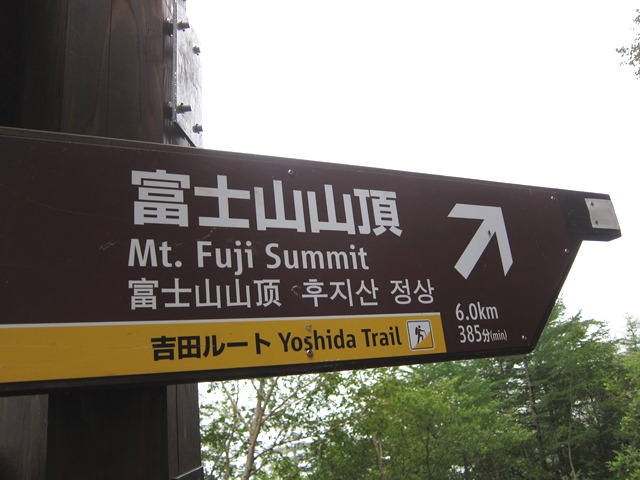 富士山山頂
Mt. Fuji Summit
富士山山顶 후지산 정상
6.0km
385分(min)
吉田ルート Yoshida Trail